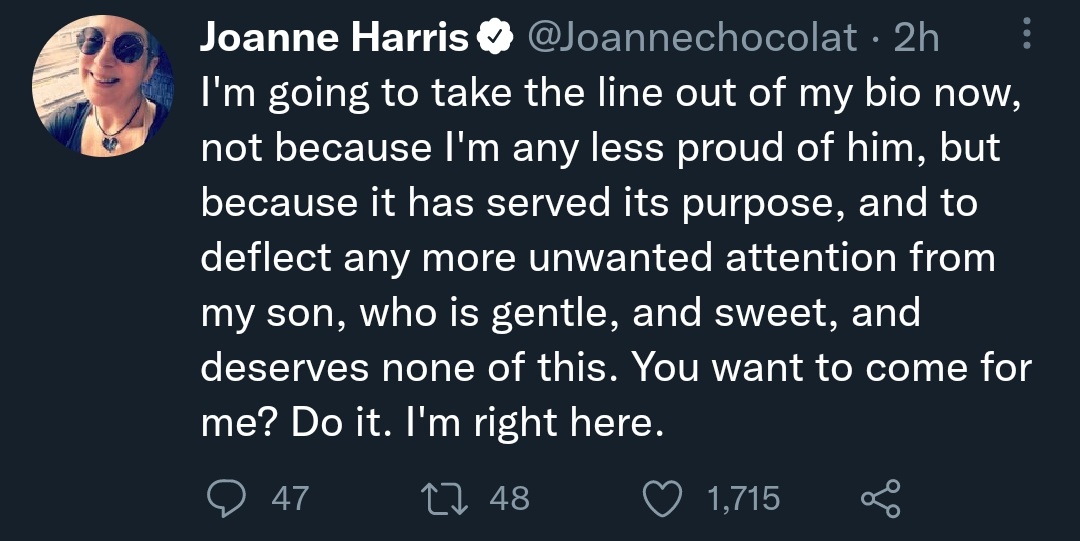 Joanne Harris @Joannechocolat · 2h
I'm going to take the line out of my bio now,
not because I'm any less proud of him, but
because it has served its purpose, and to
deflect any more unwanted attention from
my son, who is gentle, and sweet, and
deserves none of this. You want to come for
me? Do it. I'm right here.
47 48 1,715